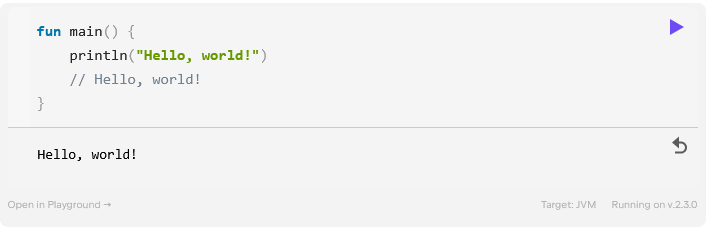 fun main() {
    println("Hello, world!")
    // Hello, world!
}
Hello, world!
Open in Playground →
Target: JVM Running on v.2.3.0